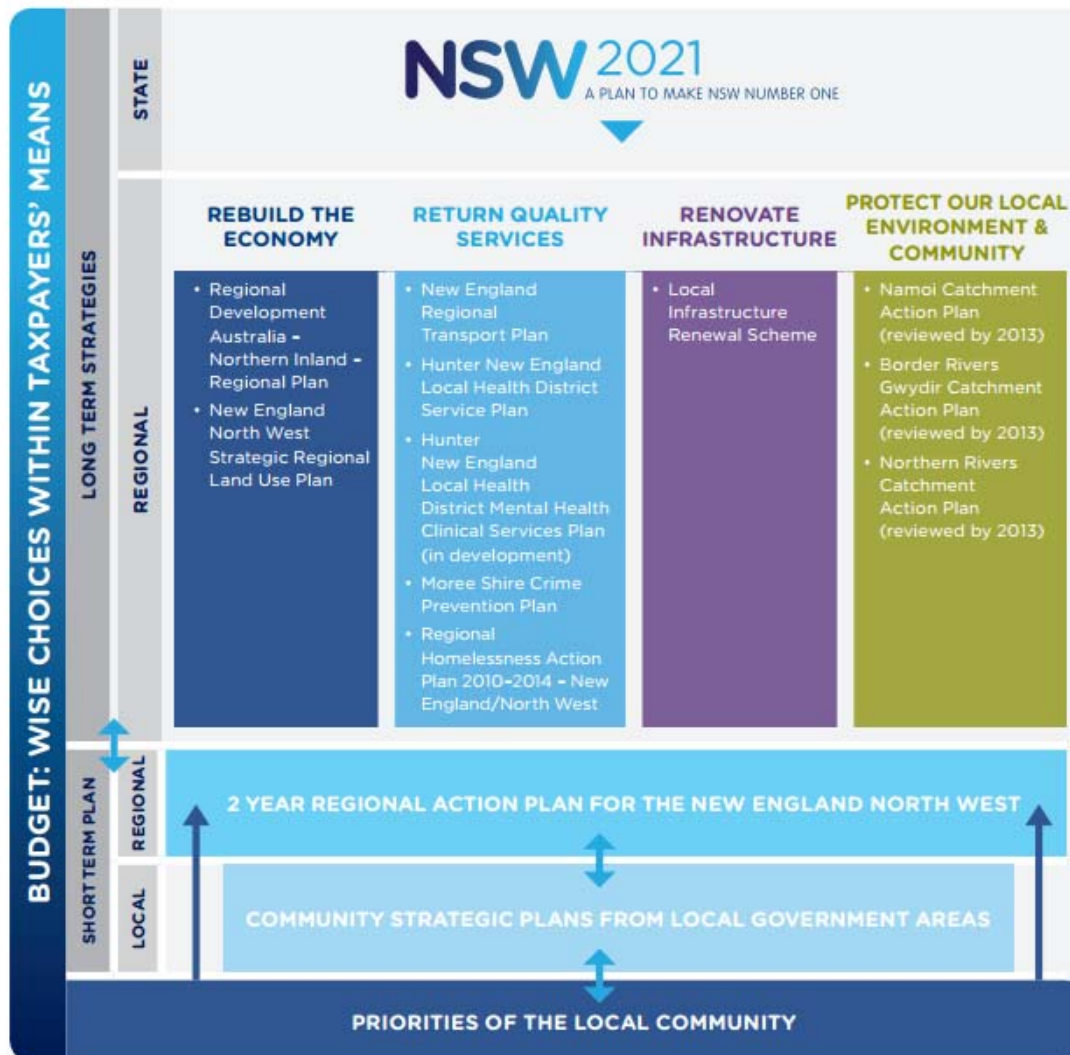 BUDGET: WISE CHOICES WITHIN TAXPAYERS' MEANS
LONG TERM STRATEGIES
STATE
NSW 2021
A PLAN TO MAKE NSW NUMBER ONE
REGIONAL
REBUILD THE
ECONOMY
• Regional
Development
Australia –
Northern Inland –
Regional Plan
• New England
North West
Strategic Regional
Land Use Plan
RETURN QUALITY
SERVICES
• New England
Regional
Transport Plan
• Hunter New England
Local Health District
Service Plan
• Hunter
New England
Local Health
District Mental Health
Clinical Services Plan
(in development)
• Moree Shire Crime
Prevention Plan
• Regional
Homelessness Action
Plan 2010–2014 – New
England/North West
RENOVATE
INFRASTRUCTURE
• Local
Infrastructure
Renewal Scheme
PROTECT OUR LOCAL
ENVIRONMENT &
COMMUNITY
• Namoi Catchment
Action Plan
(reviewed by 2013)
• Border Rivers
Gwydir Catchment
Action Plan
(reviewed by 2013)
• Northern Rivers
Catchment
Action Plan
(reviewed by 2013)
SHORT TERM PLAN
REGIONAL
2 YEAR REGIONAL ACTION PLAN FOR THE NEW ENGLAND NORTH WEST
LOCAL
COMMUNITY STRATEGIC PLANS FROM LOCAL GOVERNMENT AREAS
PRIORITIES OF THE LOCAL COMMUNITY